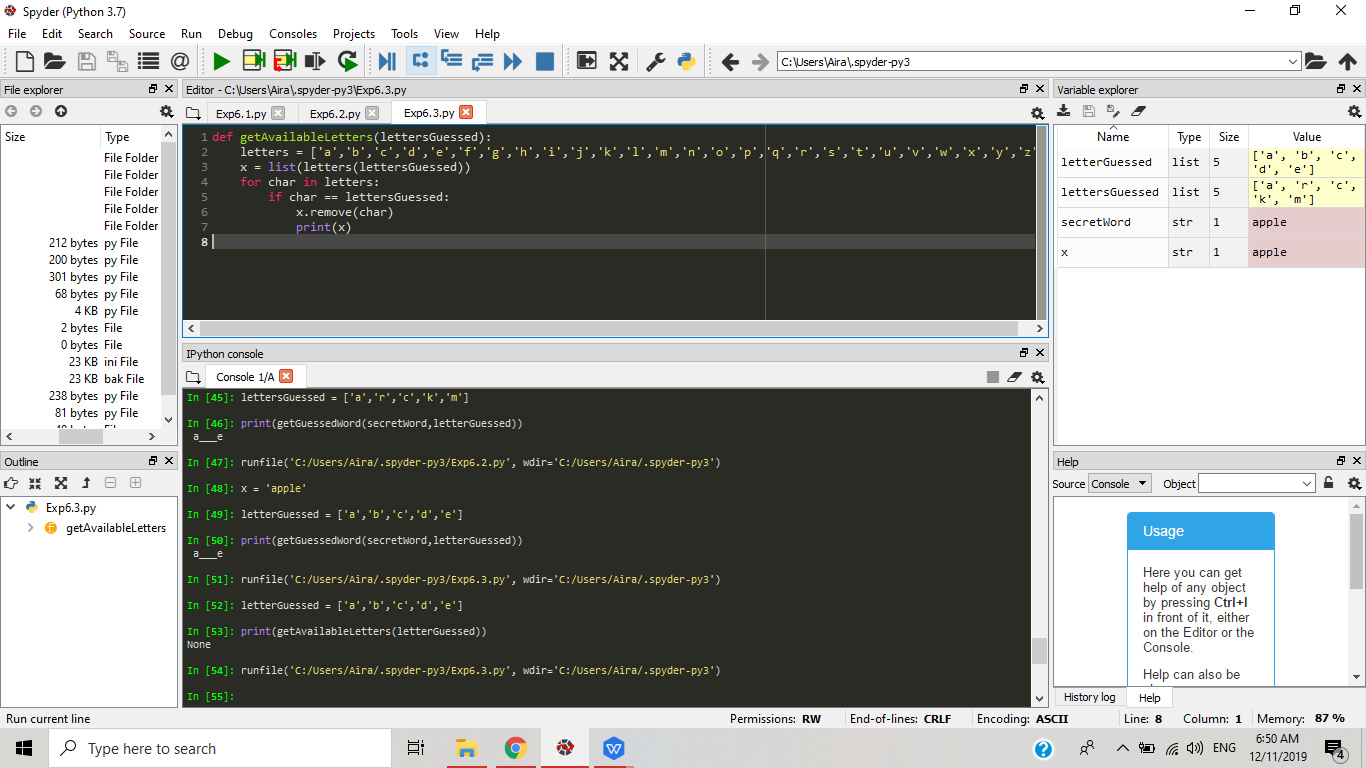 Spyder (Python 3.7)
File Edit Search Source Run Debug Consoles Projects Tools View Help
C:\Users\Aira\.spyder-py3
File explorer
Size Type
File Folder
File Folder
File Folder
File Folder
File Folder
212 bytes py File
200 bytes py File
301 bytes py File
68 bytes py File
4 KB py File
2 bytes File
0 bytes File
23 KB ini File
23 KB bak File
238 bytes py File
81 bytes py File
Outline
Exp6.3.py
getAvailableLetters
Editor - C:\Users\Aira\.spyder-py3\Exp6.3.py
Exp6.1.py Exp6.2.py Exp6.3.py
1 def getAvailableLetters(lettersGuessed):
2 letters = ['a','b','c','d','e','f','g','h','i','j','k','l','m','n','o','p','q','r','s','t','u','v','w','x','y','z'
3 x = list(letters(lettersGuessed))
4 for char in letters:
5 if char == lettersGuessed:
6 x.remove(char)
7 print(x)
8
IPython console
Console 1/A
In [45]: lettersGuessed = ['a','r','c','k','m']
In [46]: print(getGuessedWord(secretWord,letterGuessed))
a___e
In [47]: runfile('C:/Users/Aira/.spyder-py3/Exp6.2.py', wdir='C:/Users/Aira/.spyder-py3')
In [48]: x = 'apple'
In [49]: letterGuessed = ['a','b','c','d','e']
In [50]: print(getGuessedWord(secretWord,letterGuessed))
a___e
In [51]: runfile('C:/Users/Aira/.spyder-py3/Exp6.3.py', wdir='C:/Users/Aira/.spyder-py3')
In [52]: letterGuessed = ['a','b','c','d','e']
In [53]: print(getAvailableLetters(letterGuessed))
None
In [54]: runfile('C:/Users/Aira/.spyder-py3/Exp6.3.py', wdir='C:/Users/Aira/.spyder-py3')
In [55]:
Variable explorer
Name Type Size Value
letterGuessed list 5 ['a', 'b', 'c',
'd', 'e']
lettersGuessed list 5 ['a', 'r', 'c',
'k', 'm']
secretWord str 1 apple
x str 1 apple
Help
Source Console Object
Usage
Here you can get
help of any object
by pressing Ctrl+I
in front of it, either
on the Editor or the
Console.
Help can also be
History log Help
Run current line Permissions: RW End-of-lines: CRLF Encoding: ASCII Line: 8 Column: 1 Memory: 87 %
Type here to search
ENG
6:50 AM
12/11/2019
4